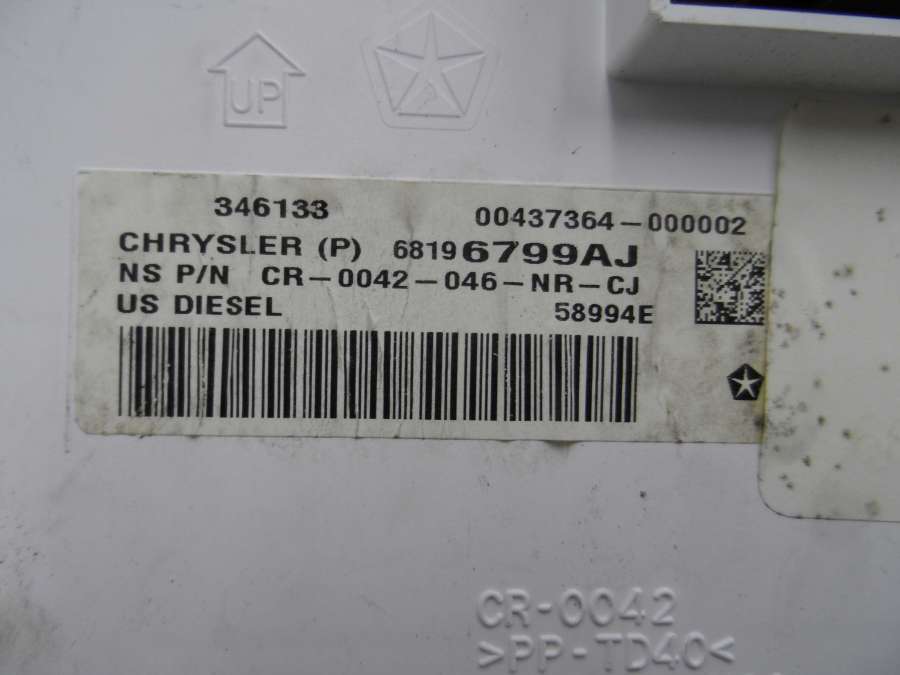 UP
346133 00437364-000002
CHRYSLER (P) 68196799AJ
NS P/N CR-0042-046-NR-CJ
US DIESEL 58994E
CR-0042
>PP-TD40<